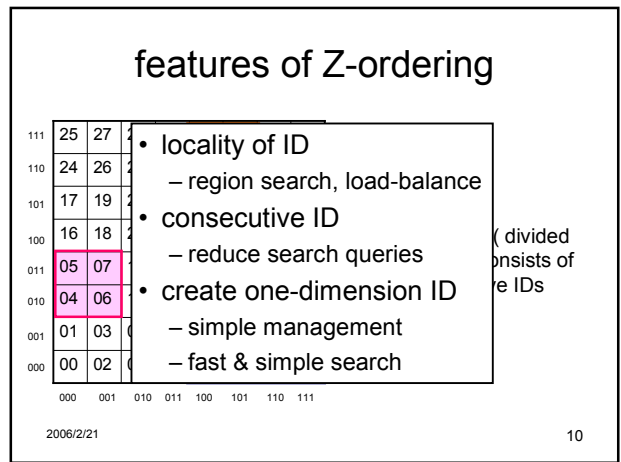 features of Z-ordering
111 25 27
110 24 26
101 17 19
100 16 18
011 05 07
010 04 06
001 01 03
000 00 02
000 001 010 011 100 101 110 111
• locality of ID
– region search, load-balance
• consecutive ID
– reduce search queries
• create one-dimension ID
– simple management
– fast & simple search
( divided
of
IDs
2006/2/21
10